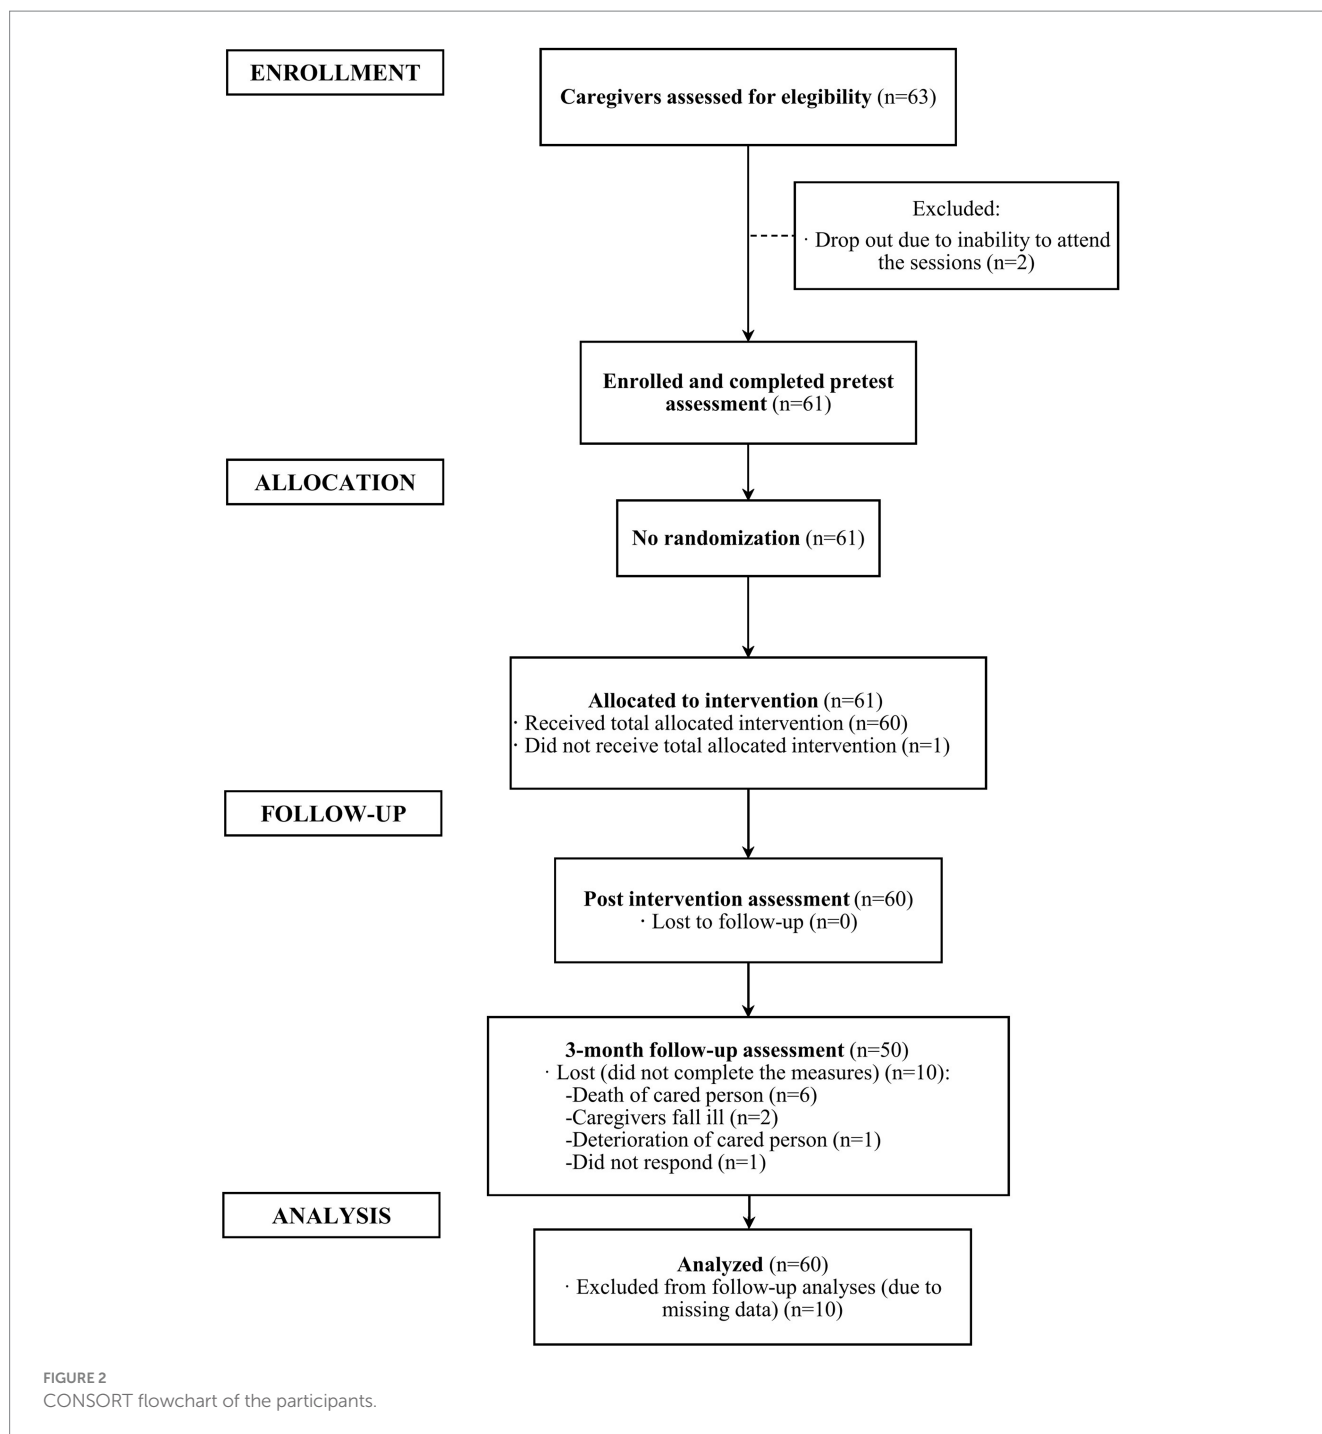 ENROLLMENT
Caregivers assessed for elegibility (n=63)
Excluded:
· Drop out due to inability to attend
the sessions (n=2)
Enrolled and completed pretest
assessment (n=61)
ALLOCATION
No randomization (n=61)
Allocated to intervention (n=61)
· Received total allocated intervention (n=60)
· Did not receive total allocated intervention (n=1)
FOLLOW-UP
Post intervention assessment (n=60)
· Lost to follow-up (n=0)
3-month follow-up assessment (n=50)
· Lost (did not complete the measures) (n=10):
-Death of cared person (n=6)
-Caregivers fall ill (n=2)
-Deterioration of cared person (n=1)
-Did not respond (n=1)
ANALYSIS
Analyzed (n=60)
· Excluded from follow-up analyses (due to
missing data) (n=10)
FIGURE 2
CONSORT flowchart of the participants.